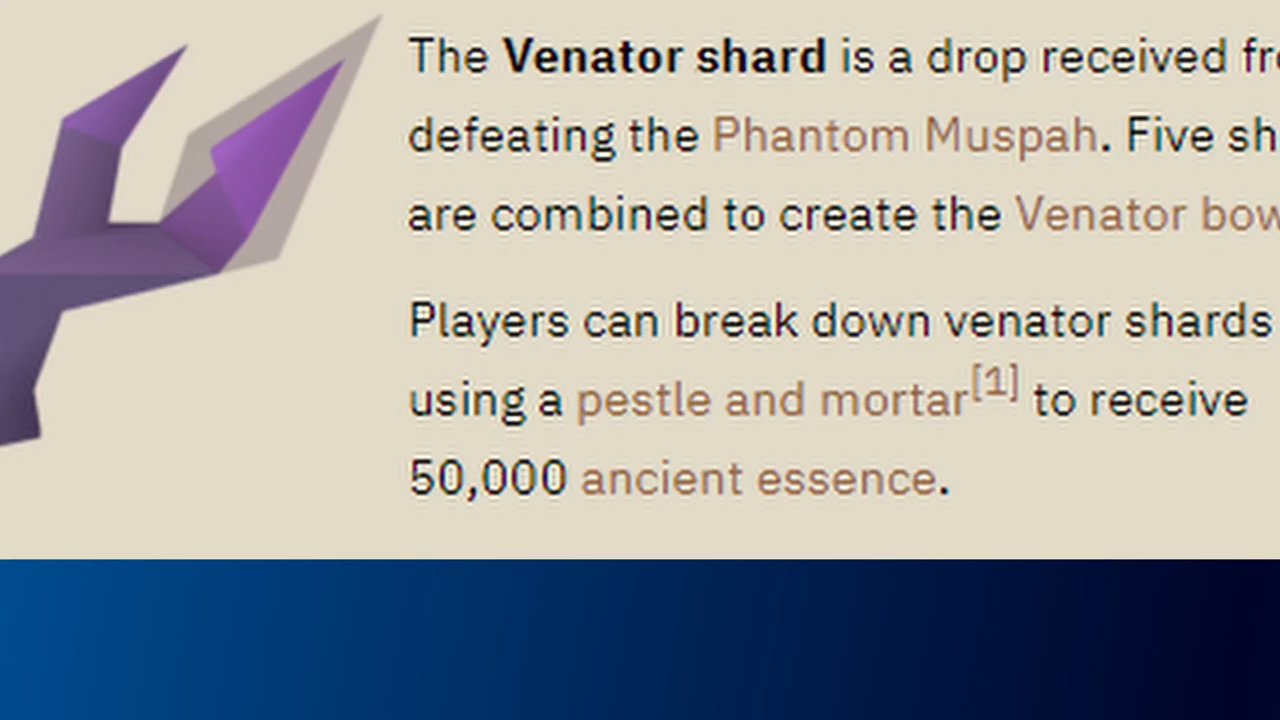 The Venator shard is a drop received
defeating the Phantom Muspah. Five
are combined to create the Venator bow
Players can break down venator shards
using a pestle and mortar[1] to receive
50,000 ancient essence.